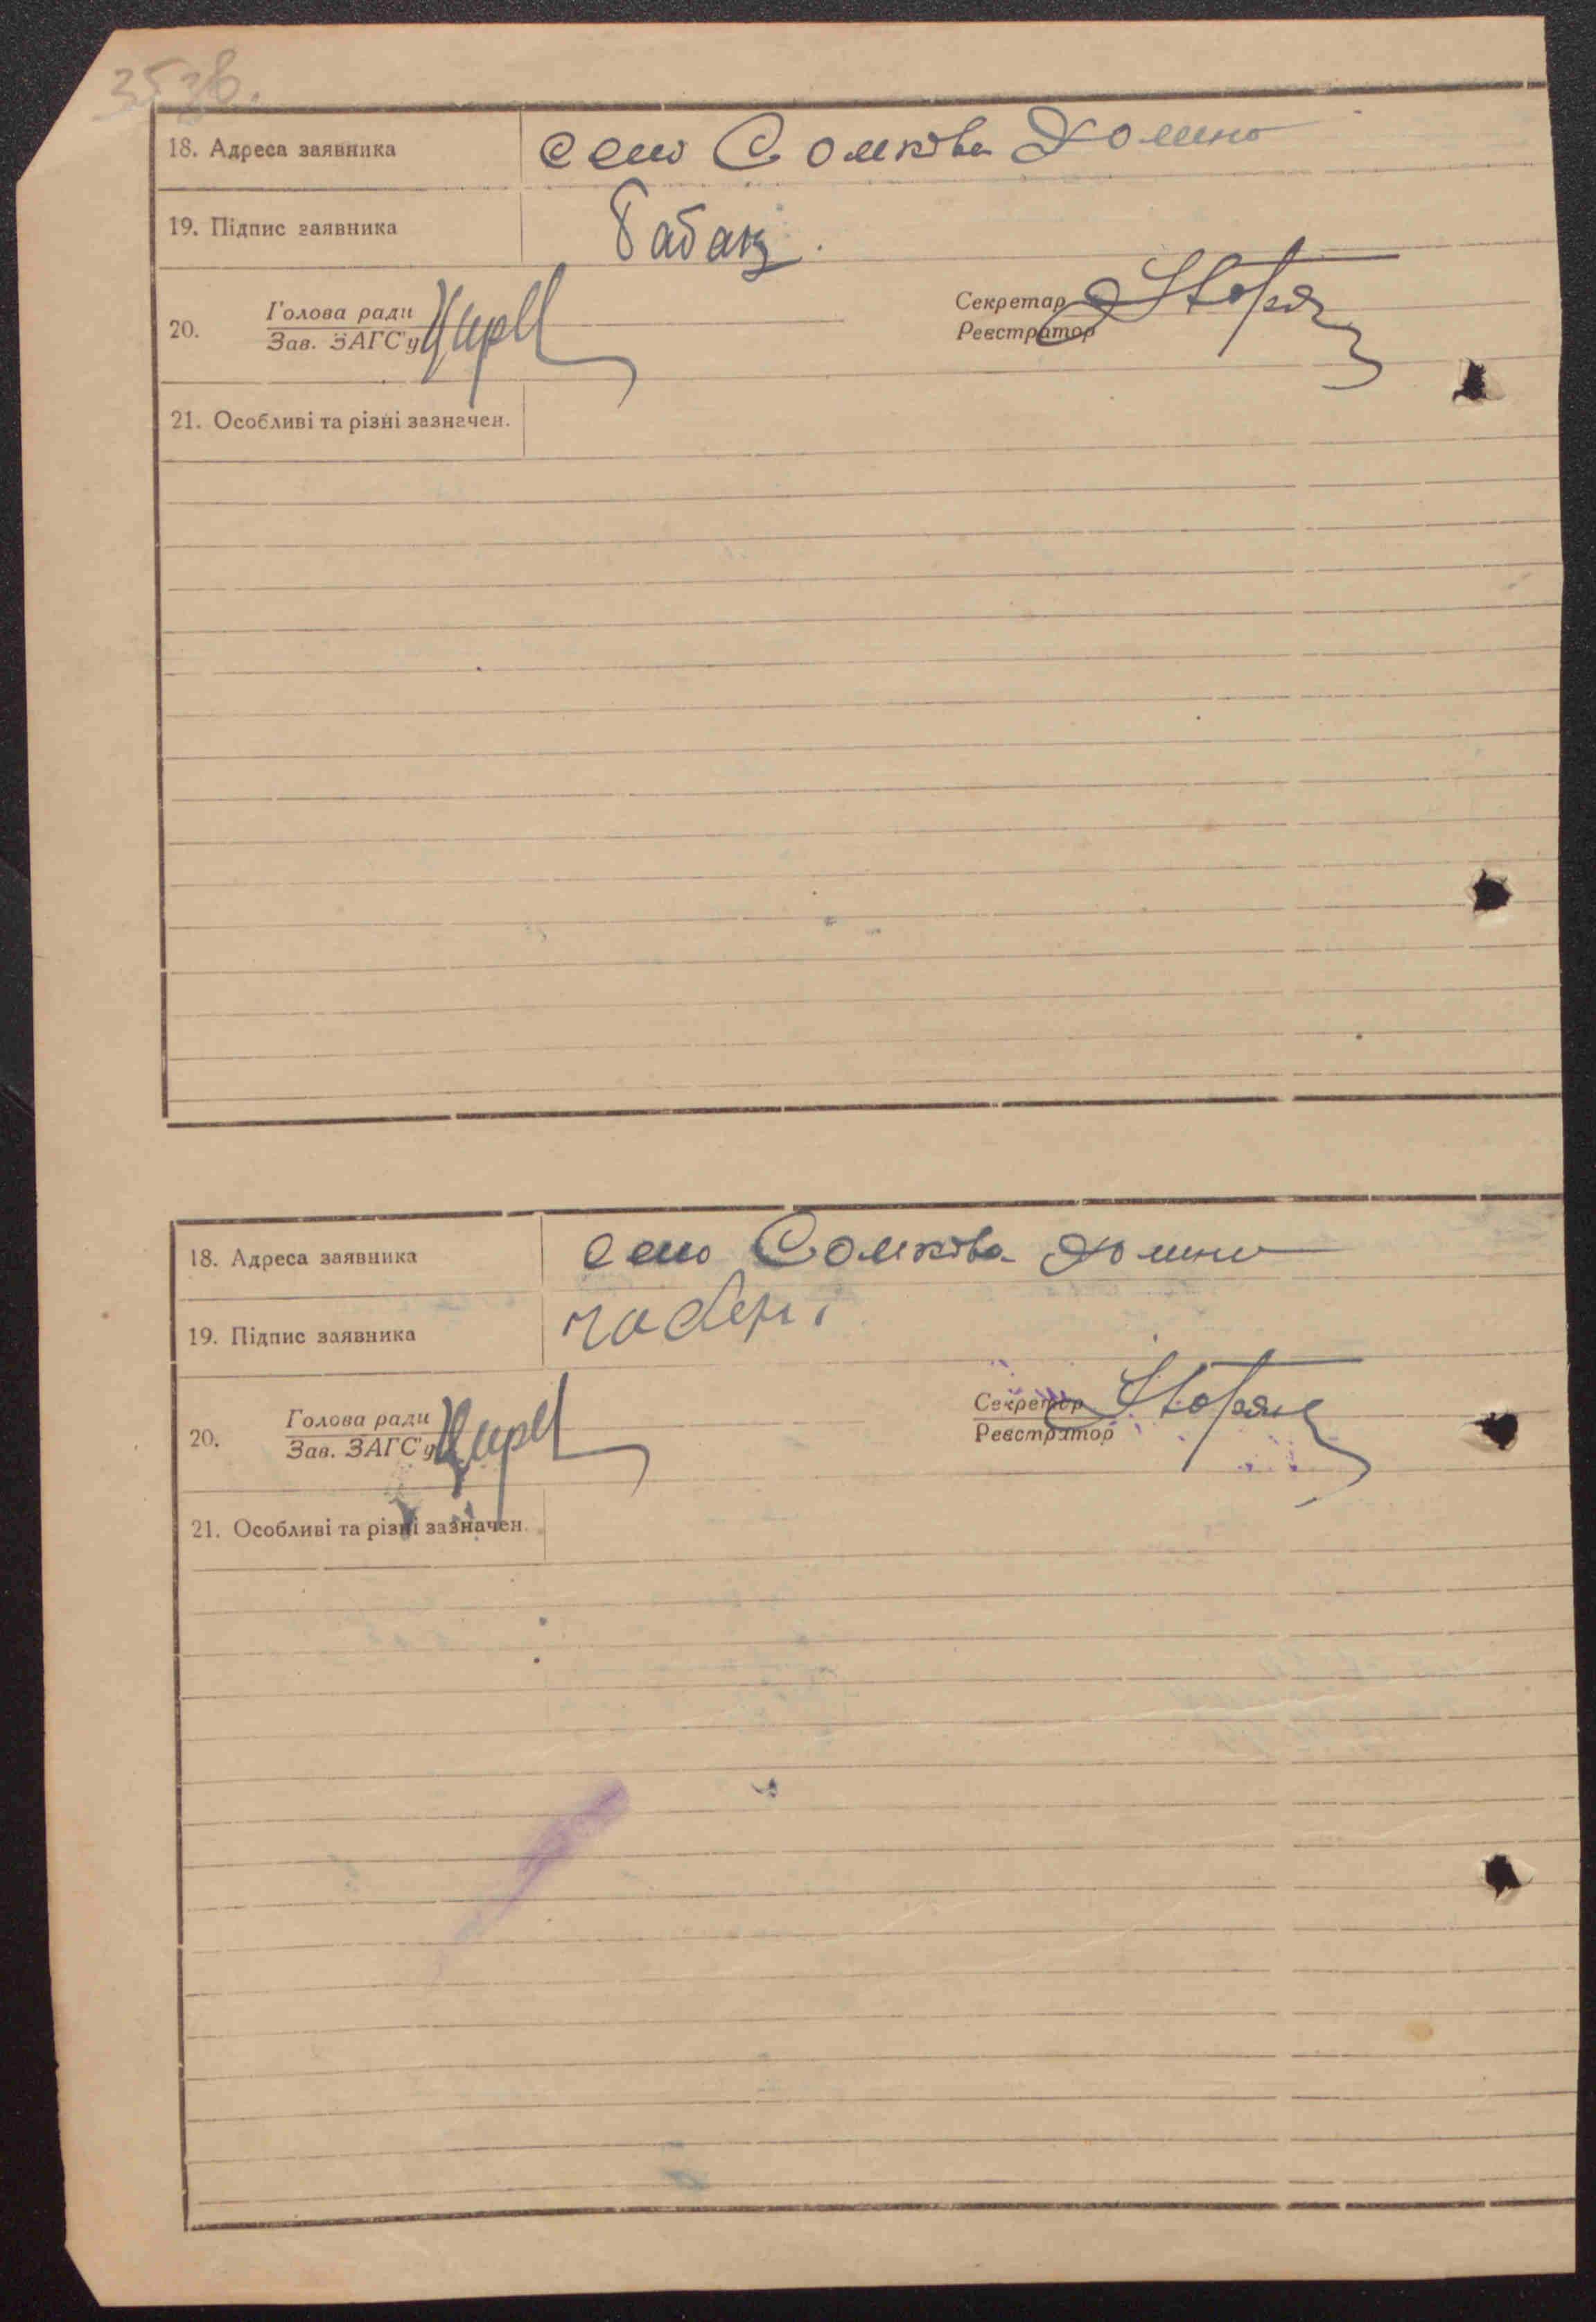 18. Адреса заявника село Сомкова Долина
19. Підпис заявника Бабак
20. Голова ради
Зав. ЗАГС'у
Секретар
Реєстратор
21. Особливі та різні зазначен.
18. Адреса заявника село Сомкова Долина
19. Підпис заявника
20. Голова ради
Зав. ЗАГС'у
Секретар
Реєстратор
21. Особливі та різні зазначен.